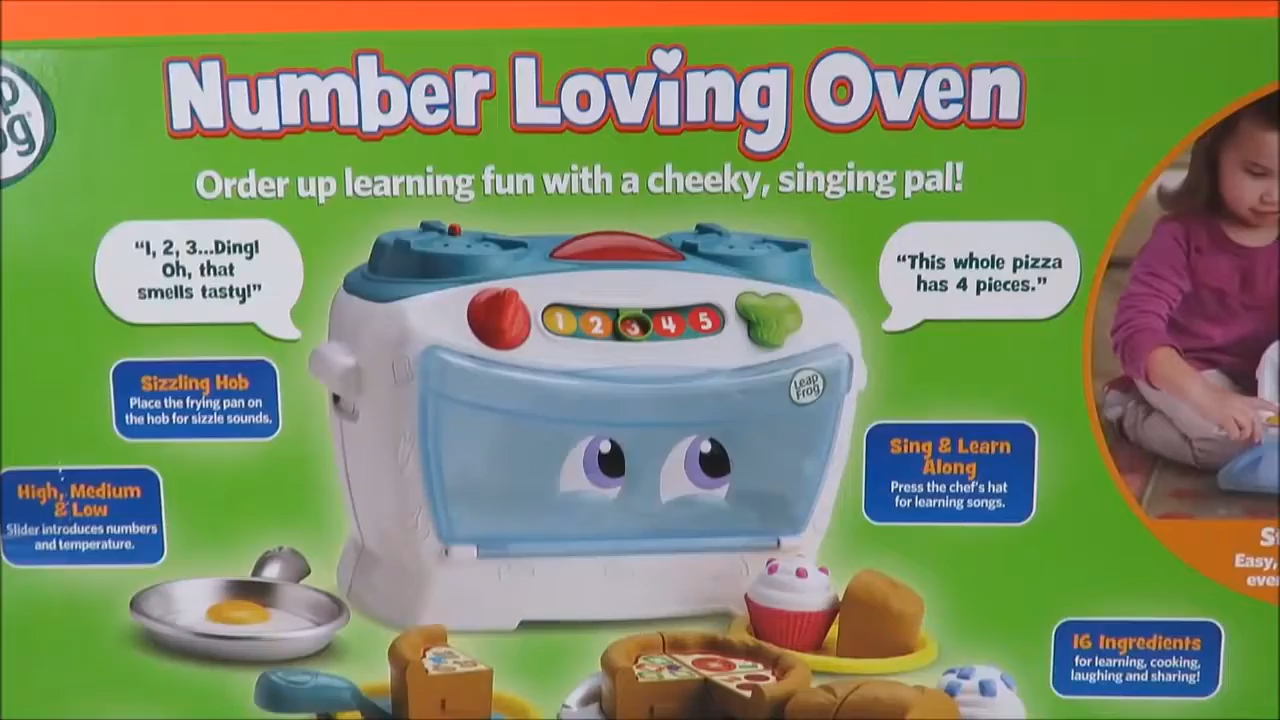 Number Loving Oven
Order up learning fun with a cheeky, singing pal!
"1, 2, 3...Ding!
Oh, that
smells tasty!"
"This whole pizza
has 4 pieces."
1 2 3 4 5
Leap
Frog
Sizzling Hob
Place the frying pan on
the hob for sizzle sounds.
Sing & Learn
Along
Press the chef's hat
for learning songs.
High, Medium
& Low
Slider introduces numbers
and temperature.
Easy,
16 Ingredients
for learning, cooking,
laughing and sharing!